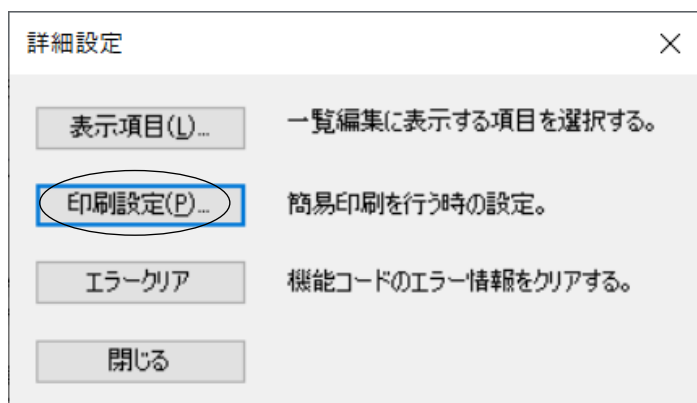 詳細設定
表示項目(L)... 一覧編集に表示する項目を選択する。
印刷設定(P)... 簡易印刷を行う時の設定。
エラークリア 機能コードのエラー情報をクリアする。
閉じる